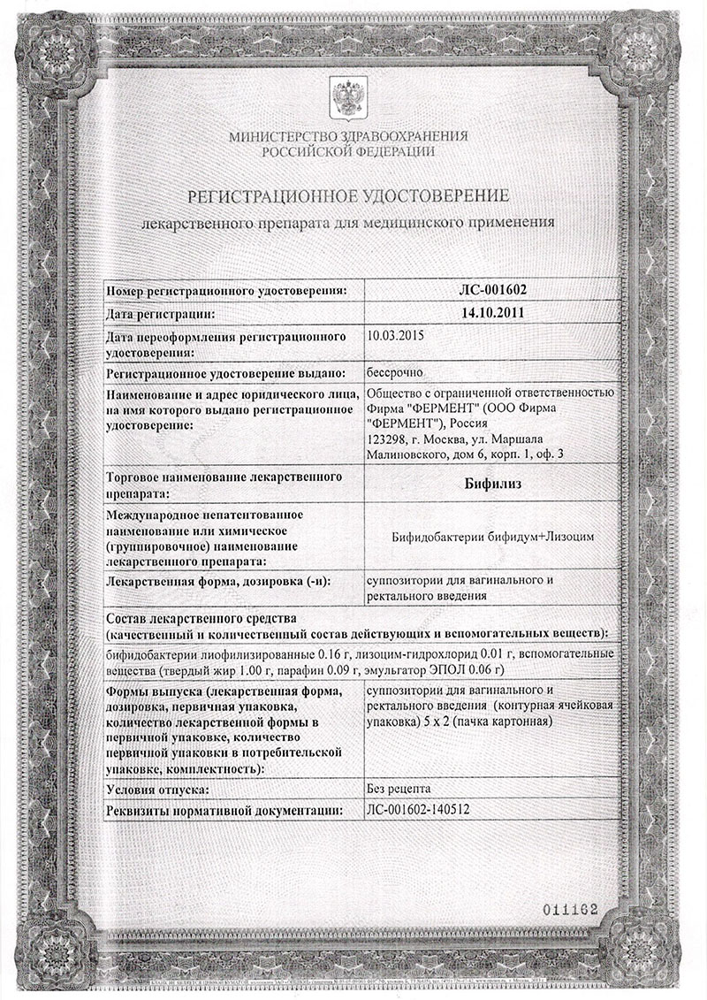 МИНИСТЕРСТВО ЗДРАВООХРАНЕНИЯ
РОССИЙСКОЙ ФЕДЕРАЦИИ
РЕГИСТРАЦИОННОЕ УДОСТОВЕРЕНИЕ
лекарственного препарата для медицинского применения
Номер регистрационного удостоверения:
ЛС-001602
Дата регистрации:
14.10.2011
Дата переоформления регистрационного
удостоверения:
10.03.2015
Регистрационное удостоверение выдано:
бессрочно
Наименование и адрес юридического лица,
на имя которого выдано регистрационное
удостоверение:
Общество с ограниченной ответственностью
Фирма "ФЕРМЕНТ" (ООО Фирма
"ФЕРМЕНТ"), Россия
123298, г. Москва, ул. Маршала
Малиновского, дом 6, корп. 1, оф. 3
Торговое наименование лекарственного
препарата:
Бифилиз
Международное непатентованное
наименование или химическое
(группировочное) наименование
лекарственного препарата:
Бифидобактерии бифидум+Лизоцим
Лекарственная форма, дозировка (-и):
суппозитории для вагинального и
ректального введения
Состав лекарственного средства
(качественный и количественный состав действующих и вспомогательных веществ):
бифидобактерии лиофилизированные 0.16 г, лизоцим-гидрохлорид 0.01 г, вспомогательные
вещества (твердый жир 1.00 г, парафин 0.09 г, эмульгатор ЭПОЛ 0.06 г)
Формы выпуска (лекарственная форма,
дозировка, первичная упаковка,
количество лекарственной формы в
первичной упаковке, количество
первичной упаковки в потребительской
упаковке, комплектность):
суппозитории для вагинального и
ректального введения (контурная ячейковая
упаковка) 5 х 2 (пачка картонная)
Условия отпуска:
Без рецепта
Реквизиты нормативной документации:
ЛС-001602-140512
011162